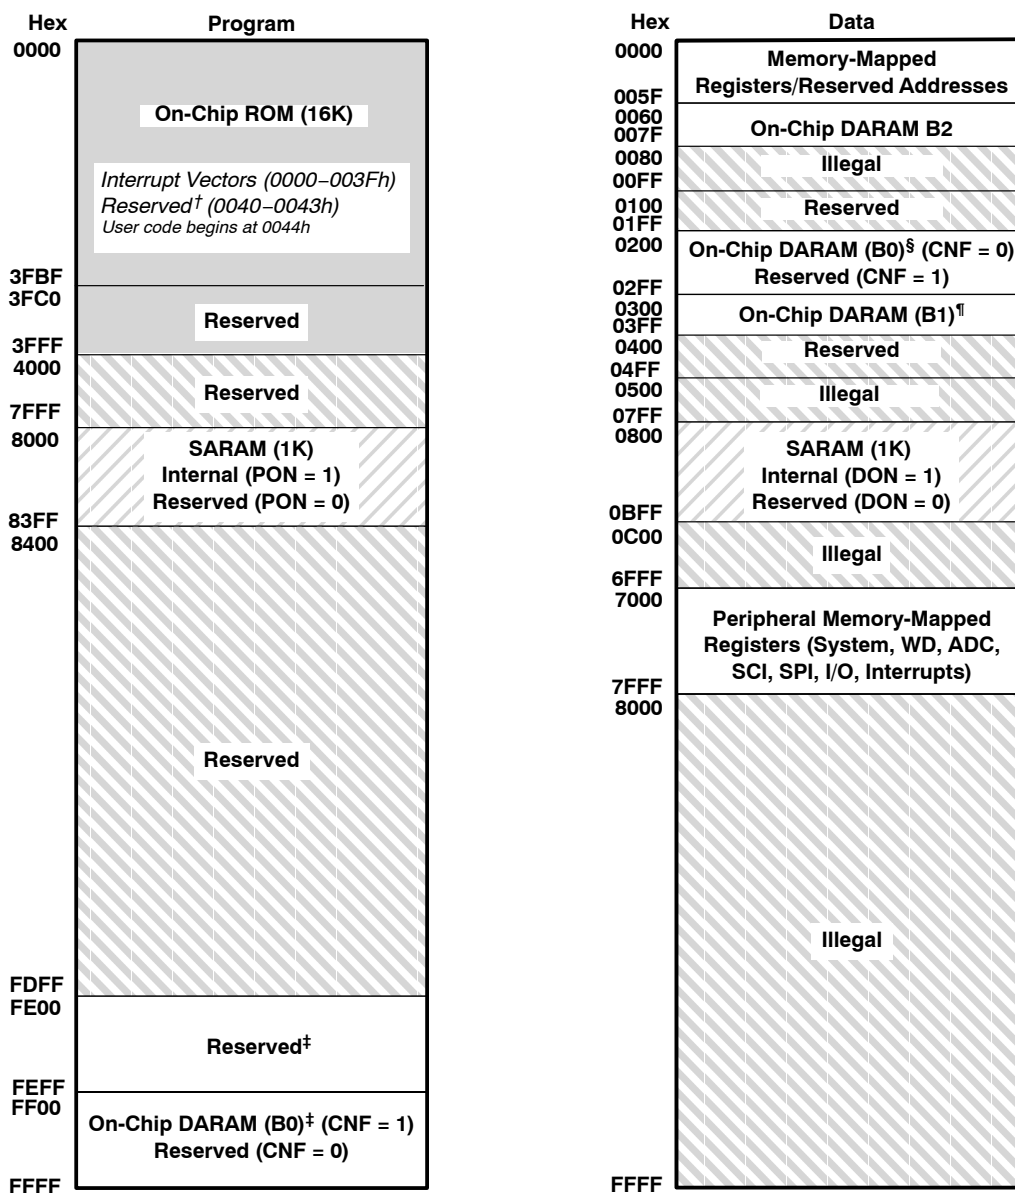 Hex Program
0000
On-Chip ROM (16K)
Interrupt Vectors (0000–003Fh)
Reserved† (0040–0043h)
User code begins at 0044h
3FBF
3FC0
Reserved
3FFF
4000
Reserved
7FFF
8000
SARAM (1K)
Internal (PON = 1)
Reserved (PON = 0)
83FF
8400
Reserved
FDFF
FE00
Reserved‡
FEFF
FF00
On-Chip DARAM (B0)‡ (CNF = 1)
Reserved (CNF = 0)
FFFF
Hex Data
0000
Memory-Mapped
Registers/Reserved Addresses
005F
0060
On-Chip DARAM B2
007F
0080
Illegal
00FF
0100
Reserved
01FF
0200
On-Chip DARAM (B0)§ (CNF = 0)
Reserved (CNF = 1)
02FF
0300
On-Chip DARAM (B1)¶
03FF
0400
Reserved
04FF
0500
Illegal
07FF
0800
SARAM (1K)
Internal (DON = 1)
Reserved (DON = 0)
0BFF
0C00
Illegal
6FFF
7000
Peripheral Memory-Mapped
Registers (System, WD, ADC,
SCI, SPI, I/O, Interrupts)
7FFF
8000
Illegal
FFFF